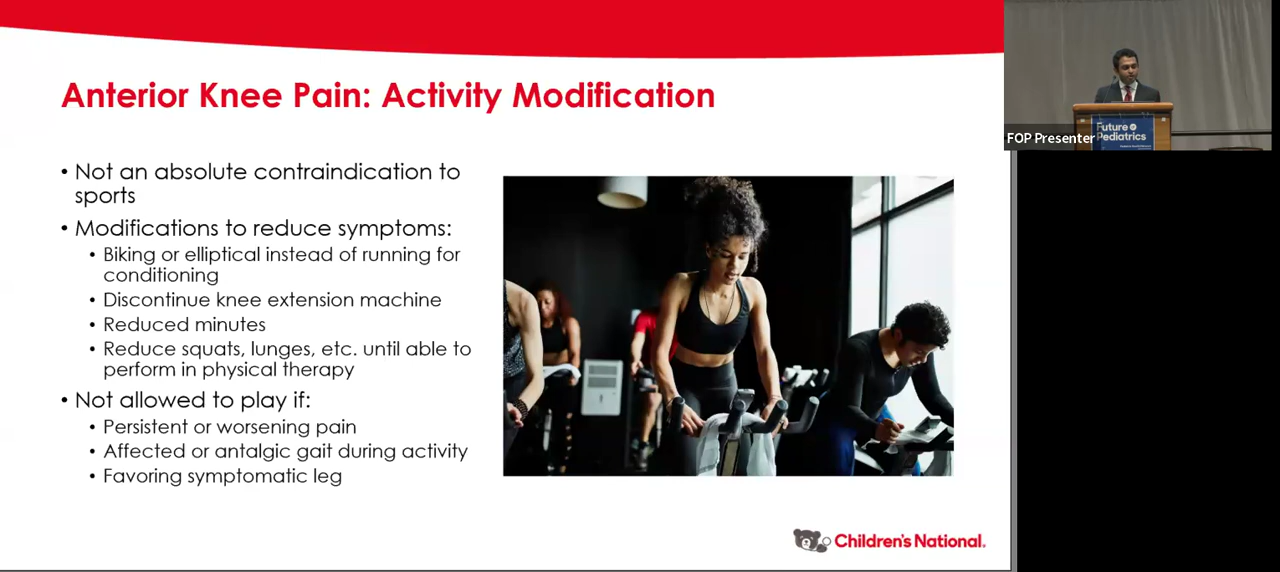 Anterior Knee Pain: Activity Modification
• Not an absolute contraindication to
sports
• Modifications to reduce symptoms:
• Biking or elliptical instead of running for
conditioning
• Discontinue knee extension machine
• Reduced minutes
• Reduce squats, lunges, etc. until able to
perform in physical therapy
• Not allowed to play if:
• Persistent or worsening pain
• Affected or antalgic gait during activity
• Favoring symptomatic leg
Children's National.
FOP Presenter
Future
Pediatrics